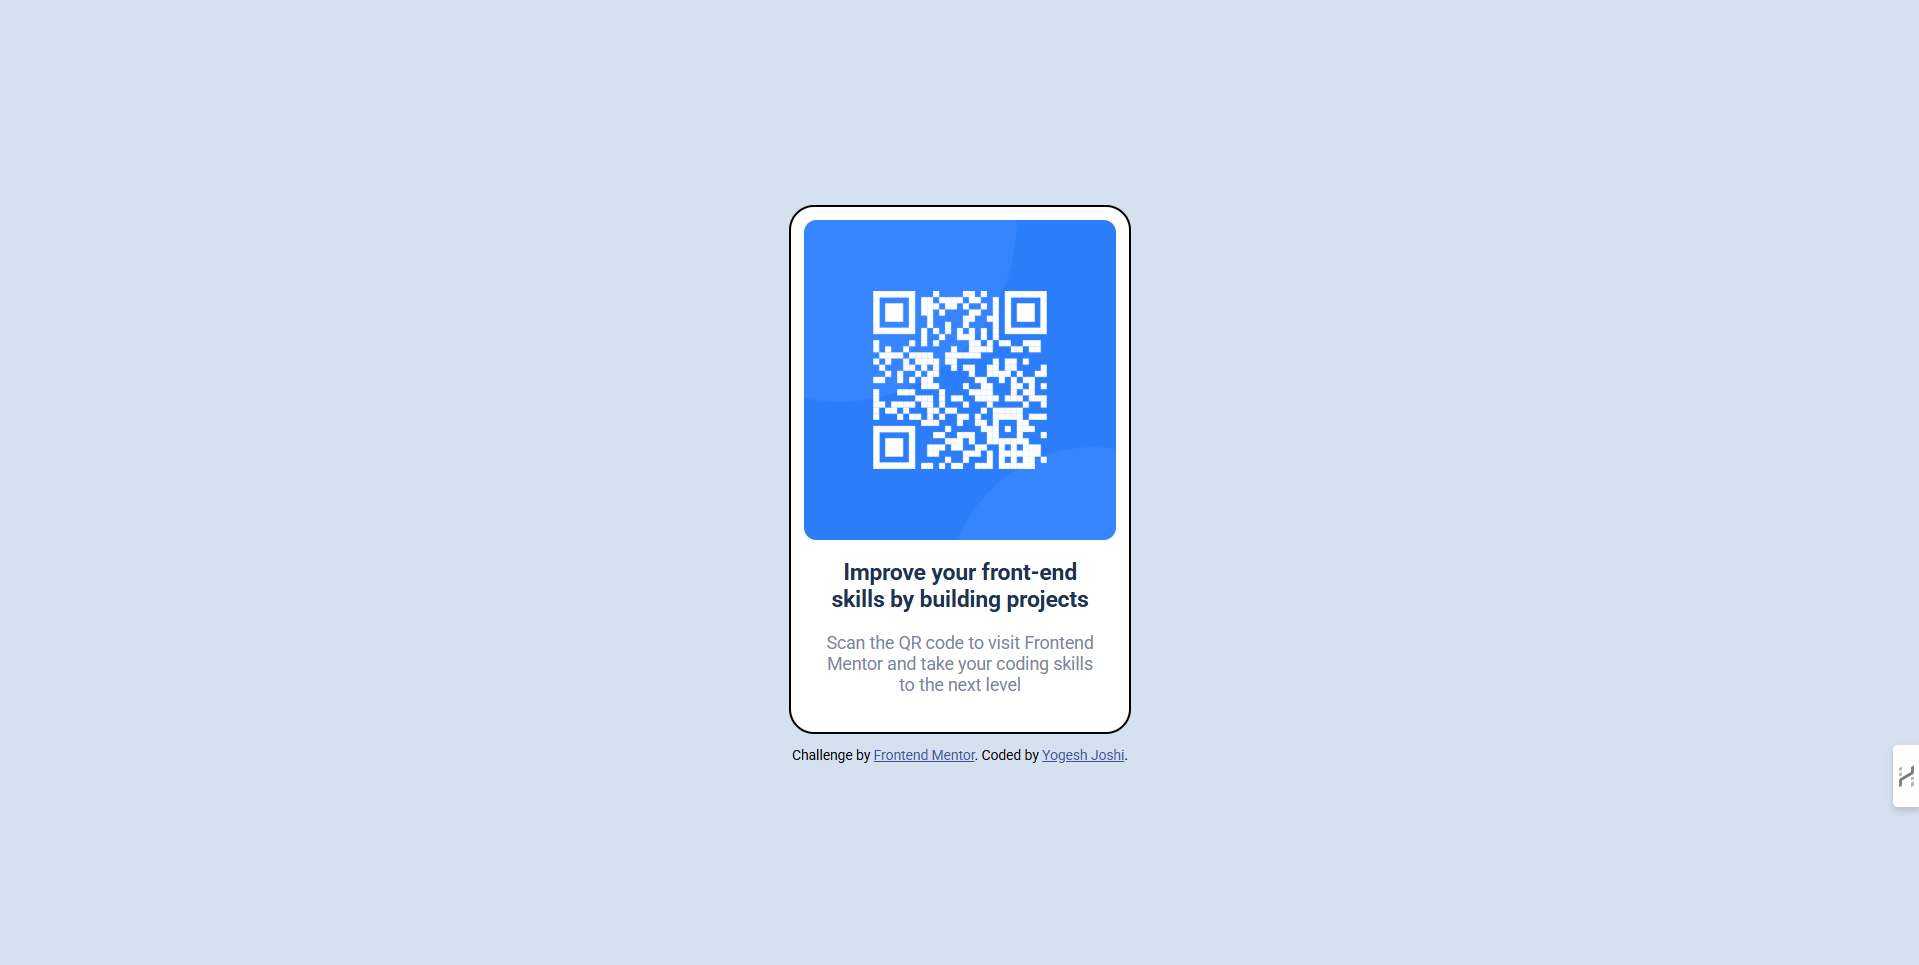 Improve your front-end
skills by building projects
Scan the QR code to visit Frontend
Mentor and take your coding skills
to the next level
Challenge by Frontend Mentor. Coded by Yogesh Joshi.